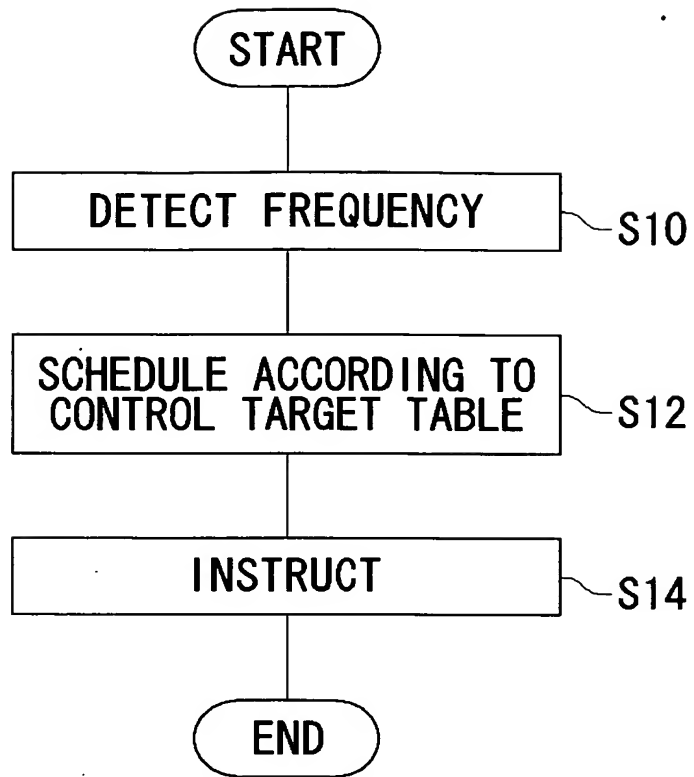 START
DETECT FREQUENCY
S10
SCHEDULE ACCORDING TO
CONTROL TARGET TABLE
S12
INSTRUCT
S14
END